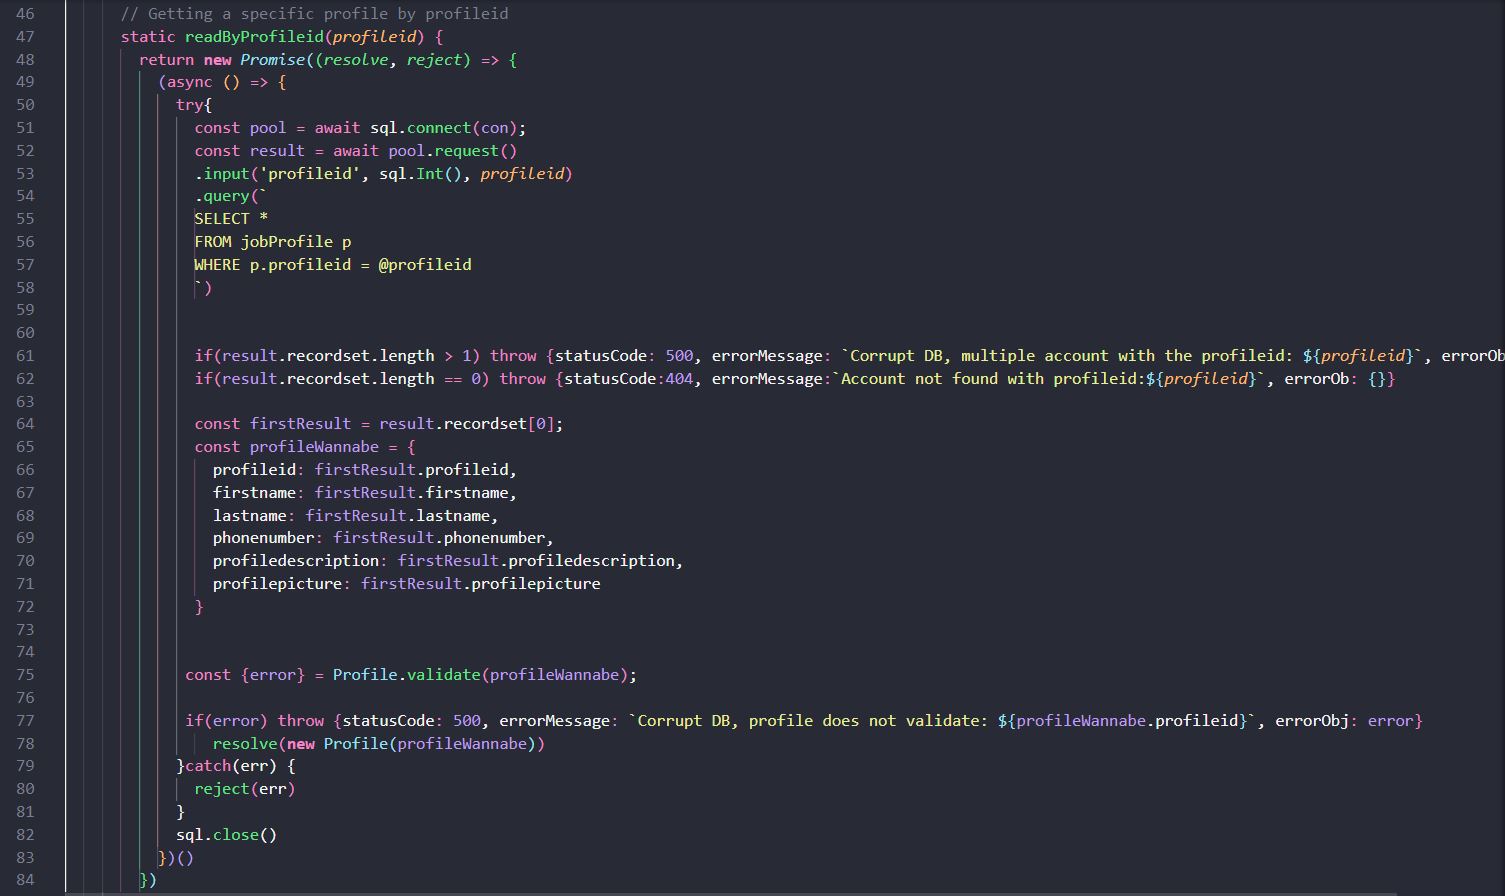 46 // Getting a specific profile by profileid
47 static readByProfileid(profileid) {
48 return new Promise((resolve, reject) => {
49 (async () => {
50 try{
51 const pool = await sql.connect(con);
52 const result = await pool.request()
53 .input('profileid', sql.Int(), profileid)
54 .query(`
55 SELECT *
56 FROM jobProfile p
57 WHERE p.profileid = @profileid
58 `)
59
60
61 if(result.recordset.length > 1) throw {statusCode: 500, errorMessage: `Corrupt DB, multiple account with the profileid: ${profileid}`, errorOb
62 if(result.recordset.length == 0) throw {statusCode:404, errorMessage:`Account not found with profileid:${profileid}`, errorOb: {}}
63
64 const firstResult = result.recordset[0];
65 const profileWannabe = {
66 profileid: firstResult.profileid,
67 firstname: firstResult.firstname,
68 lastname: firstResult.lastname,
69 phonenumber: firstResult.phonenumber,
70 profiledescription: firstResult.profiledescription,
71 profilepicture: firstResult.profilepicture
72 }
73
74
75 const {error} = Profile.validate(profileWannabe);
76
77 if(error) throw {statusCode: 500, errorMessage: `Corrupt DB, profile does not validate: ${profileWannabe.profileid}`, errorObj: error}
78 resolve(new Profile(profileWannabe))
79 }catch(err) {
80 reject(err)
81 }
82 sql.close()
83 })()
84 })